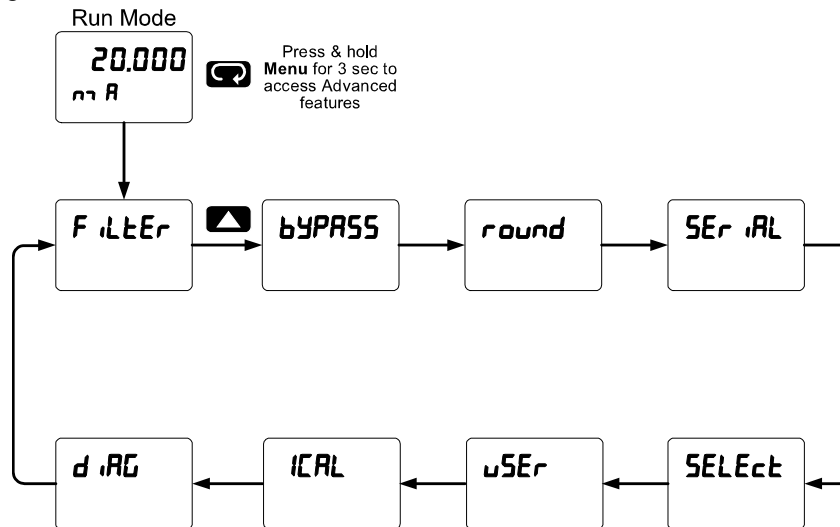 Run Mode
20.000
mA
Press & hold
Menu for 3 sec to
access Advanced
features
FiLtEr
bYPASS
round
SEriAL
diAG
ICAL
uSEr
SELEct